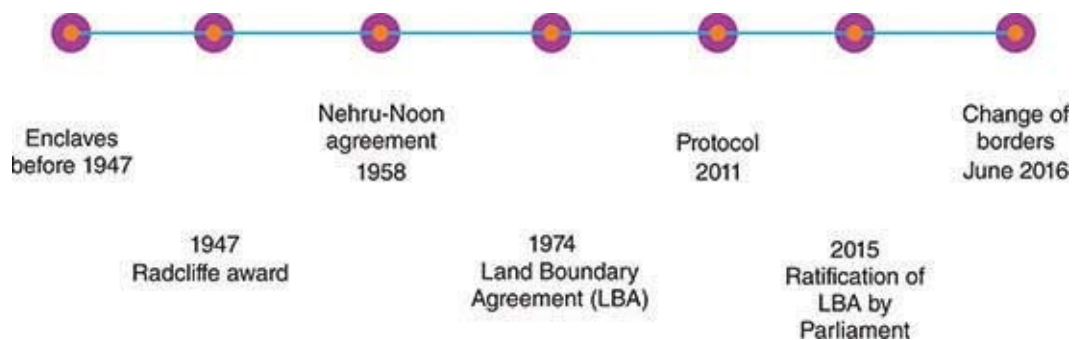 Enclaves
before 1947
1947
Radcliffe award
Nehru-Noon
agreement
1958
1974
Land Boundary
Agreement (LBA)
Protocol
2011
2015
Ratification of
LBA by
Parliament
Change of
borders
June 2016